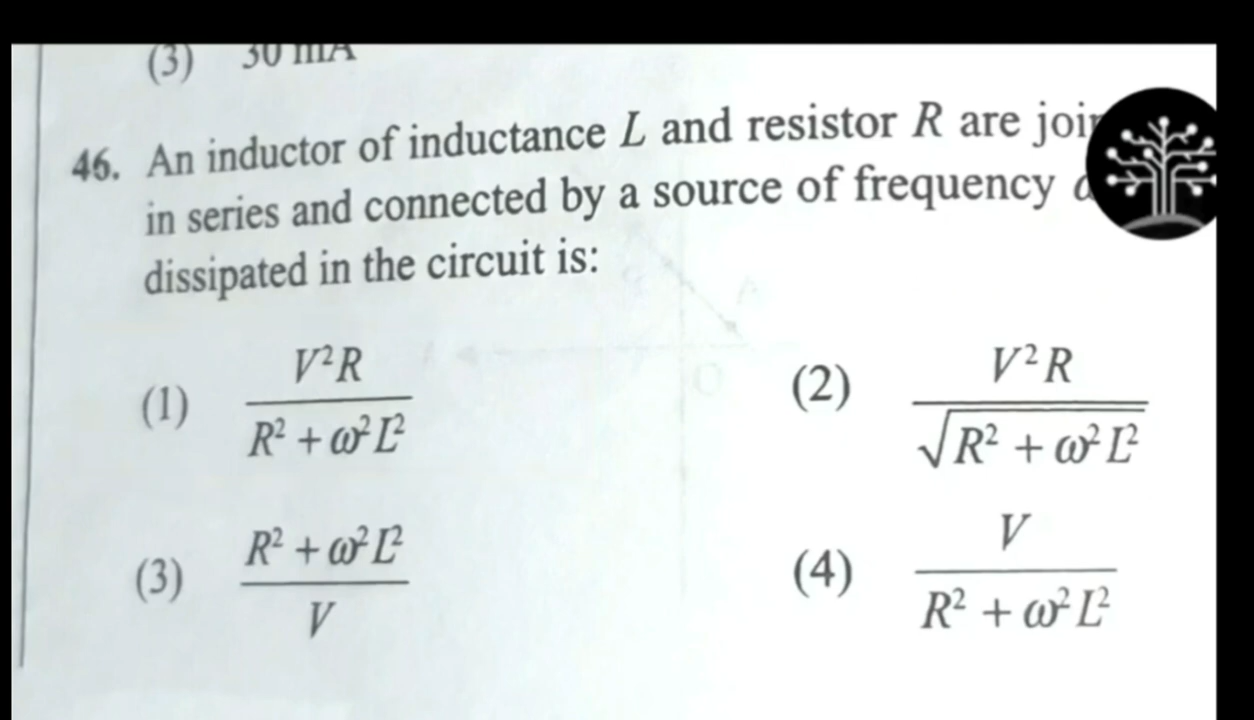 (3) 30 mA
46. An inductor of inductance L and resistor R are
in series and connected by a source of frequency
dissipated in the circuit is:
(1) V²R / R² + ω²L² (2) V²R / √R² + ω²L²
(3) R² + ω²L² / V (4) V / R² + ω²L²